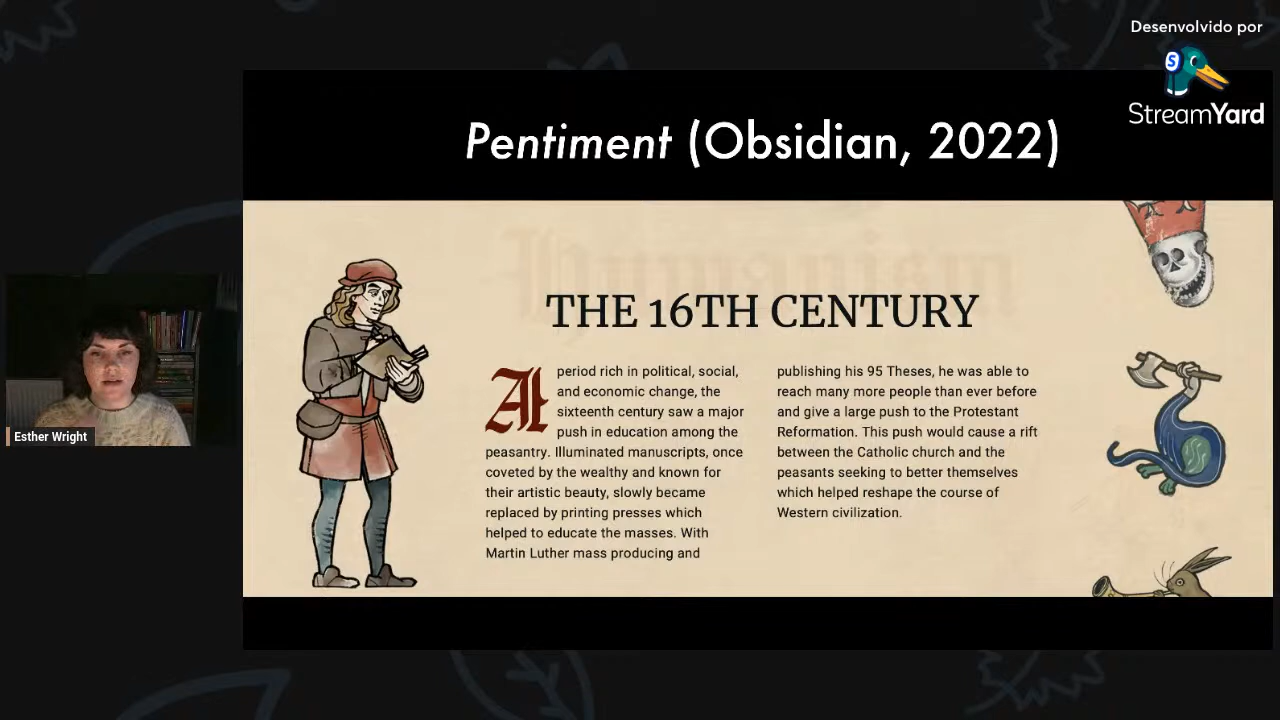 Desenvolvido por
StreamYard
Pentiment (Obsidian, 2022)
Humanism
THE 16TH CENTURY
A period rich in political, social,
and economic change, the
sixteenth century saw a major
push in education among the
peasantry. Illuminated manuscripts, once
coveted by the wealthy and known for
their artistic beauty, slowly became
replaced by printing presses which
helped to educate the masses. With
Martin Luther mass producing and
publishing his 95 Theses, he was able to
reach many more people than ever before
and give a large push to the Protestant
Reformation. This push would cause a rift
between the Catholic church and the
peasants seeking to better themselves
which helped reshape the course of
Western civilization.
Esther Wright